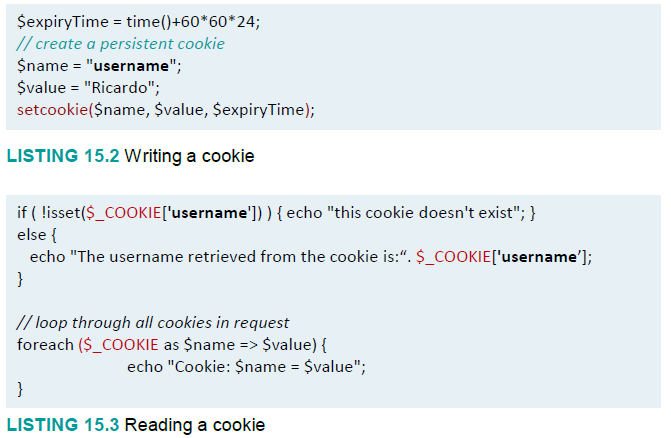 $expiryTime = time()+60*60*24;
// create a persistent cookie
$name = "username";
$value = "Ricardo";
setcookie($name, $value, $expiryTime);
LISTING 15.2 Writing a cookie
if ( !isset($_COOKIE['username']) ) { echo "this cookie doesn't exist"; }
else {
echo "The username retrieved from the cookie is:“. $_COOKIE['username’];
}
// loop through all cookies in request
foreach ($_COOKIE as $name => $value) {
echo "Cookie: $name = $value";
}
LISTING 15.3 Reading a cookie